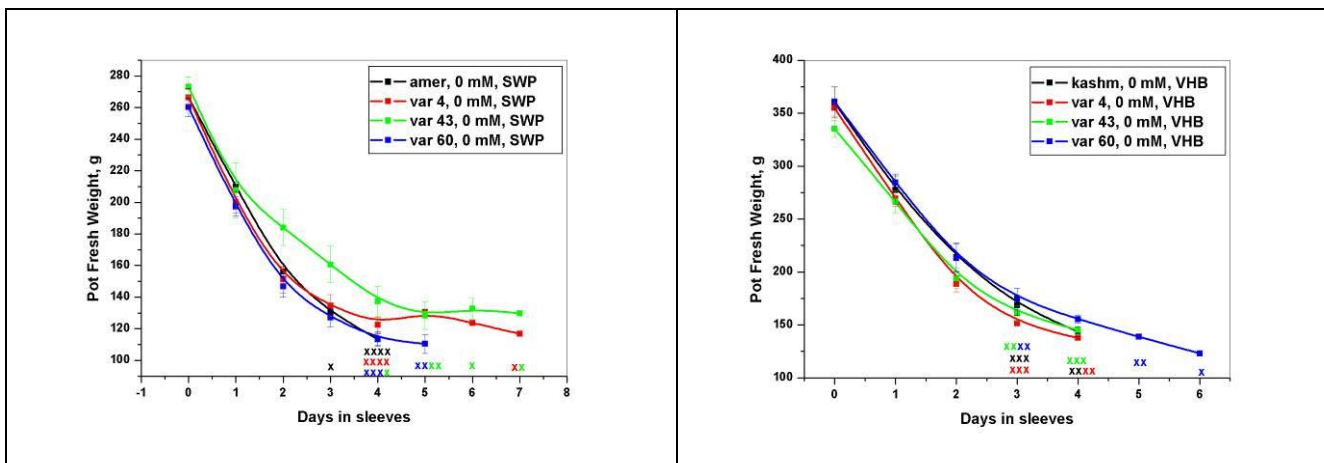 280
260
240
220
200
180
160
140
120
100
Pot Fresh Weight, g
amer, 0 mM, SWP
var 4, 0 mM, SWP
var 43, 0 mM, SWP
var 60, 0 mM, SWP
xxxx
xxxx
x xxxx xxxx x xx
-1 0 1 2 3 4 5 6 7 8
Days in sleeves
400
350
300
250
200
150
100
Pot Fresh Weight, g
kashm, 0 mM, VHB
var 4, 0 mM, VHB
var 43, 0 mM, VHB
var 60, 0 mM, VHB
xxxx
xxx xxx xx
xxx xxxx x
0 1 2 3 4 5 6
Days in sleeves